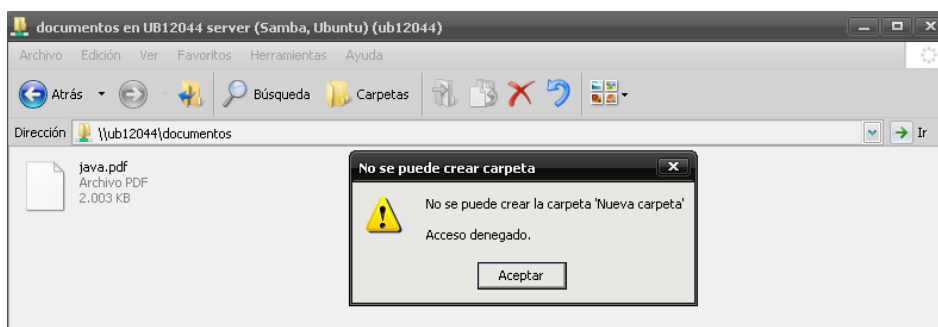 documentos en UB12044 server (Samba, Ubuntu) (ub12044)
Archivo Edición Ver Favoritos Herramientas Ayuda
Atrás Búsqueda Carpetas
Dirección \\ub12044\documentos Ir
java.pdf
Archivo PDF
2.003 KB
No se puede crear carpeta
No se puede crear la carpeta 'Nueva carpeta'
Acceso denegado.
Aceptar